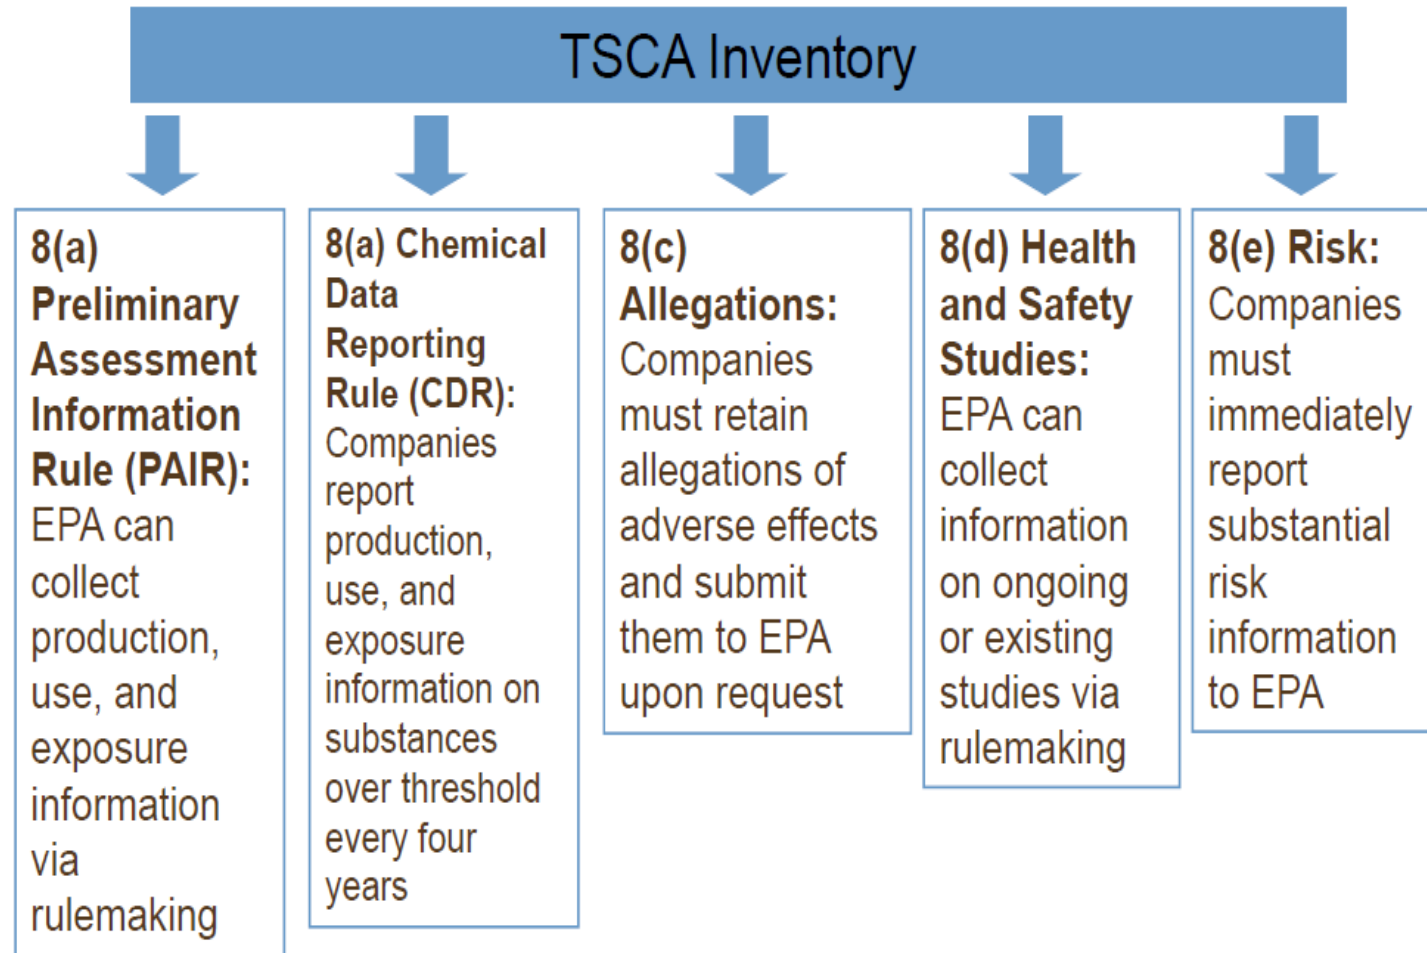 TSCA Inventory
8(a)
Preliminary
Assessment
Information
Rule (PAIR):
EPA can
collect
production,
use, and
exposure
information
via
rulemaking
8(a) Chemical
Data
Reporting
Rule (CDR):
Companies
report
production,
use, and
exposure
information on
substances
over threshold
every four
years
8(c)
Allegations:
Companies
must retain
allegations of
adverse effects
and submit
them to EPA
upon request
8(d) Health
and Safety
Studies:
EPA can
collect
information
on ongoing
or existing
studies via
rulemaking
8(e) Risk:
Companies
must
immediately
report
substantial
risk
information
to EPA